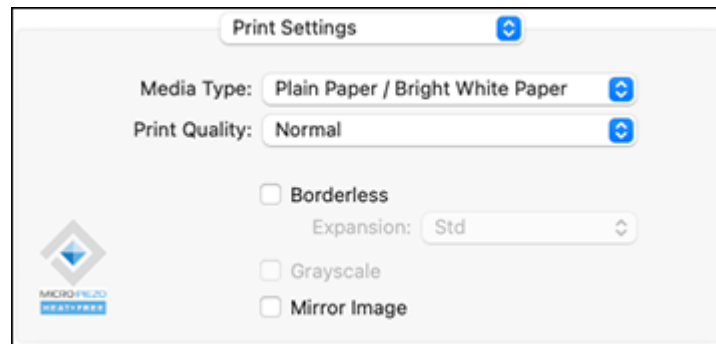 Print Settings
Media Type: Plain Paper / Bright White Paper
Print Quality: Normal
Borderless
Expansion: Std
Grayscale
Mirror Image
MICRO PIEZO
HEAT-FREE